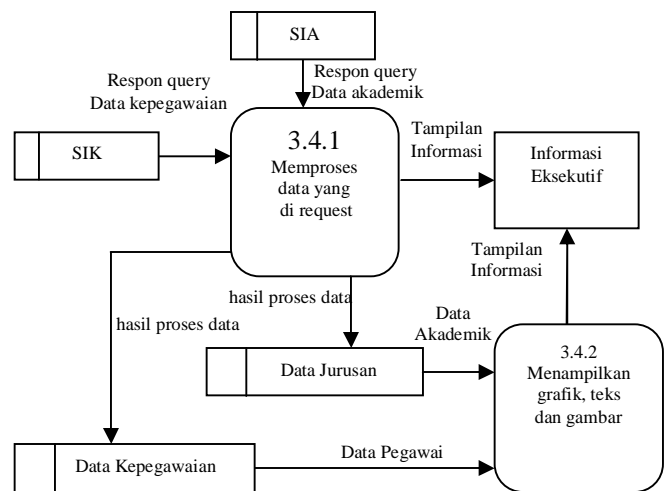 SIA
Respon query
Data akademik
Respon query
Data kepegawaian
SIK
3.4.1
Memproses
data yang
di request
Tampilan
Informasi
Informasi
Eksekutif
Tampilan
Informasi
hasil proses data
hasil proses data
Data
Akademik
Data Jurusan
3.4.2
Menampilkan
grafik, teks
dan gambar
Data Kepegawaian
Data Pegawai